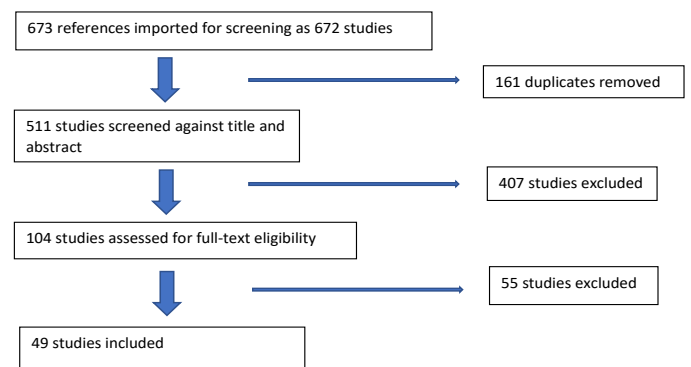 673 references imported for screening as 672 studies
161 duplicates removed
511 studies screened against title and
abstract
407 studies excluded
104 studies assessed for full-text eligibility
55 studies excluded
49 studies included